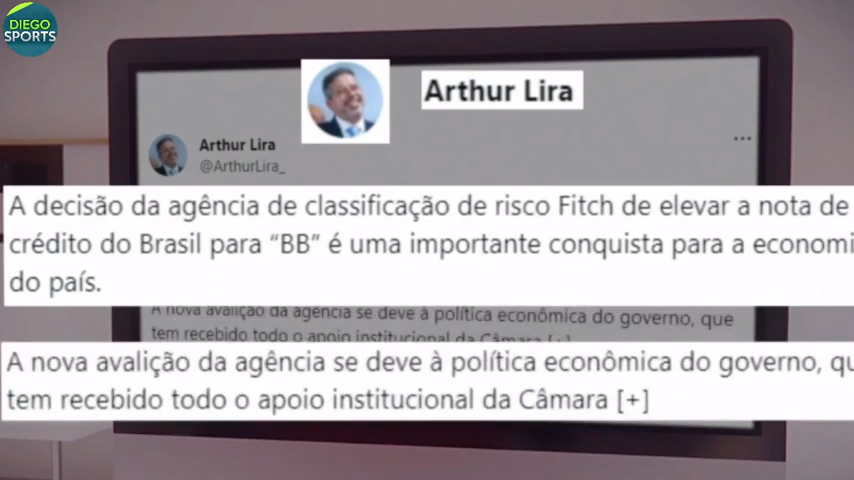 DIEGO
SPORTS
Arthur Lira
Arthur Lira
@ArthurLira_
A decisão da agência de classificação de risco Fitch de elevar a nota de
crédito do Brasil para “BB” é uma importante conquista para a economi
do país.
A nova avalição da agência se deve à política econômica do governo, que
tem recebido todo o apoio institucional da Câmara [+]
A nova avalição da agência se deve à política econômica do governo, qu
tem recebido todo o apoio institucional da Câmara [+]